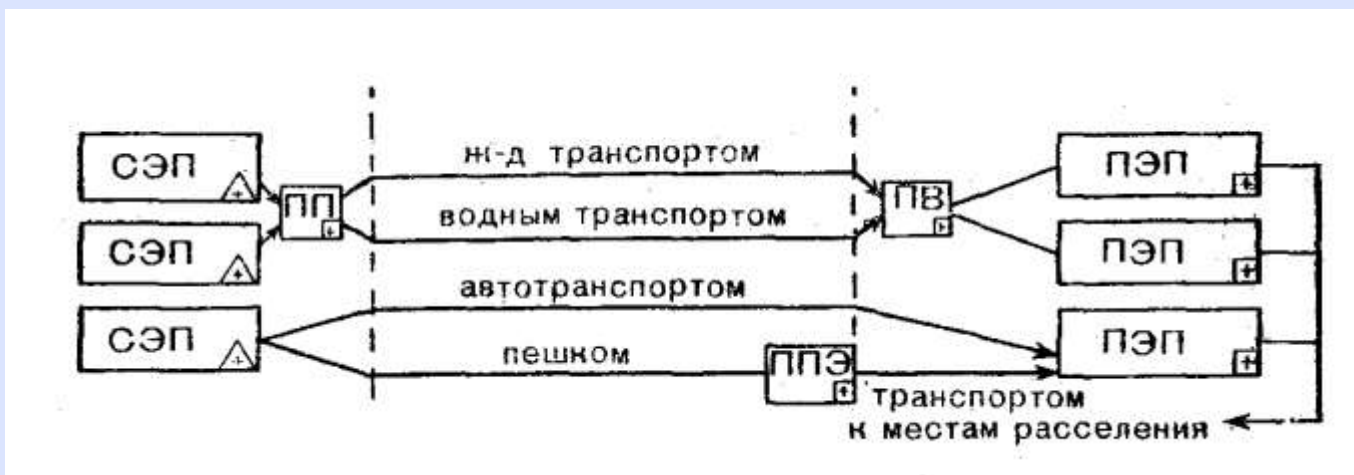 СЭП
ПП
ж-д транспортом
ПВ
ПЭП
СЭП
водным транспортом
ПЭП
СЭП
автотранспортом
ПЭП
пешком
ППЭ
транспортом
к местам расселения